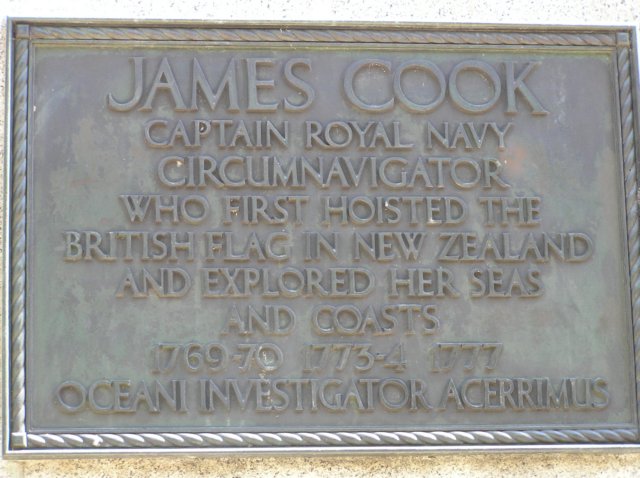 JAMES COOK
CAPTAIN ROYAL NAVY
CIRCUMNAVIGATOR
WHO FIRST HOISTED THE
BRITISH FLAG IN NEW ZEALAND
AND EXPLORED HER SEAS
AND COASTS
1769-70 1773-4 1777
OCEANI INVESTIGATOR ACERRIMUS